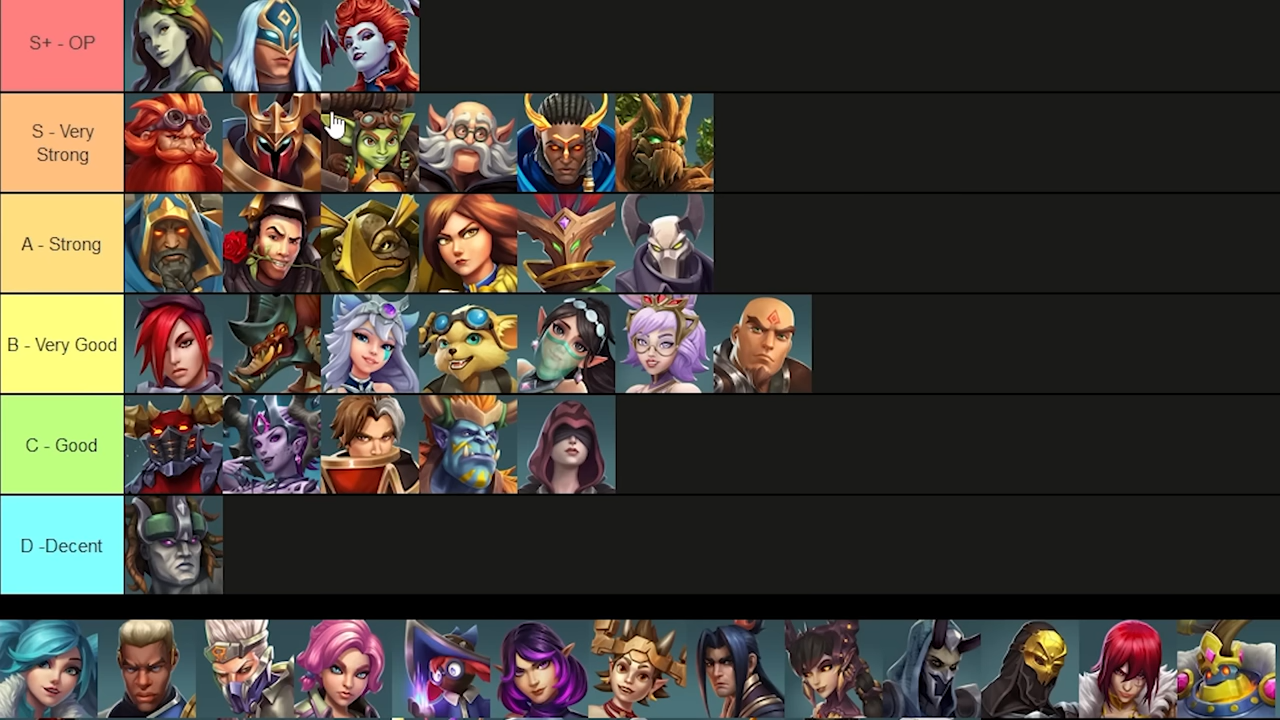 S+ - OP
S - Very
Strong
A - Strong
B - Very Good
C - Good
D -Decent